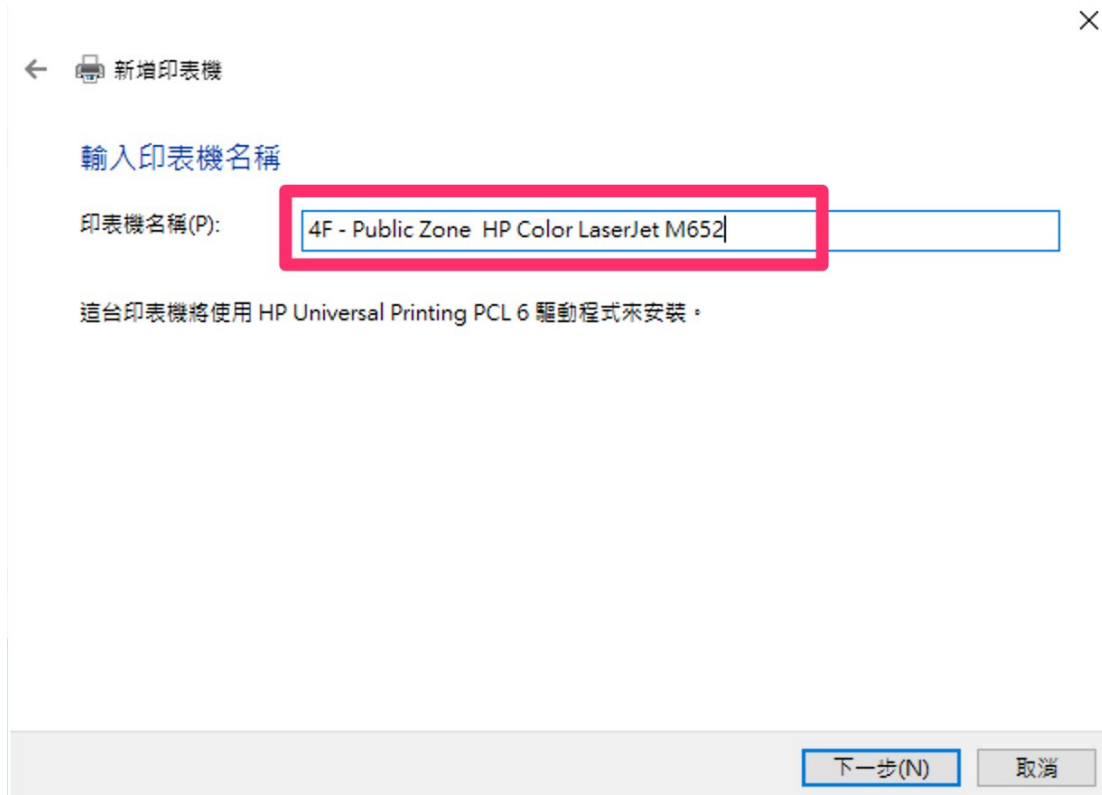 新增印表機
輸入印表機名稱
印表機名稱(P): 4F - Public Zone  HP Color LaserJet M652
這台印表機將使用 HP Universal Printing PCL 6 驅動程式來安裝。
下一步(N) 取消